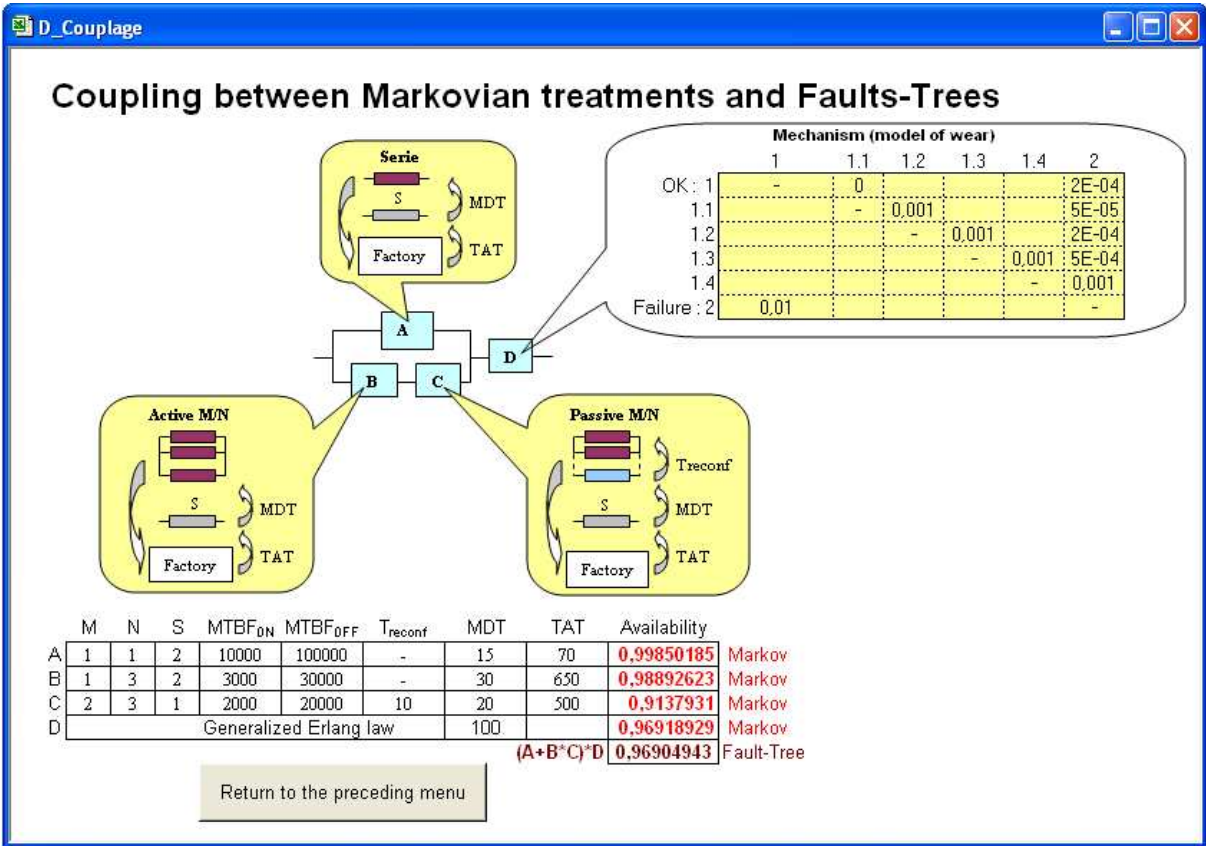 D_Couplage
Coupling between Markovian treatments and Faults-Trees
Serie
S
MDT
Factory
TAT
Mechanism (model of wear)
1 1.1 1.2 1.3 1.4 2
OK : 1 - 0 2E-04
1.1 - 0,001 5E-05
1.2 - 0,001 2E-04
1.3 - 0,001 5E-04
1.4 - 0,001
Failure : 2 0,01 -
A
D
B
C
Active M/N
S
MDT
Factory
TAT
Passive M/N
Treconf
S
MDT
Factory
TAT
M N S MTBFON MTBFOFF Treconf MDT TAT Availability
A 1 1 2 10000 100000 - 15 70 0,99850185 Markov
B 1 3 2 3000 30000 - 30 650 0,98892623 Markov
C 2 3 1 2000 20000 10 20 500 0,9137931 Markov
D Generalized Erlang law 100 0,96918929 Markov
(A+B*C)*D 0,96904943 Fault-Tree
Return to the preceding menu